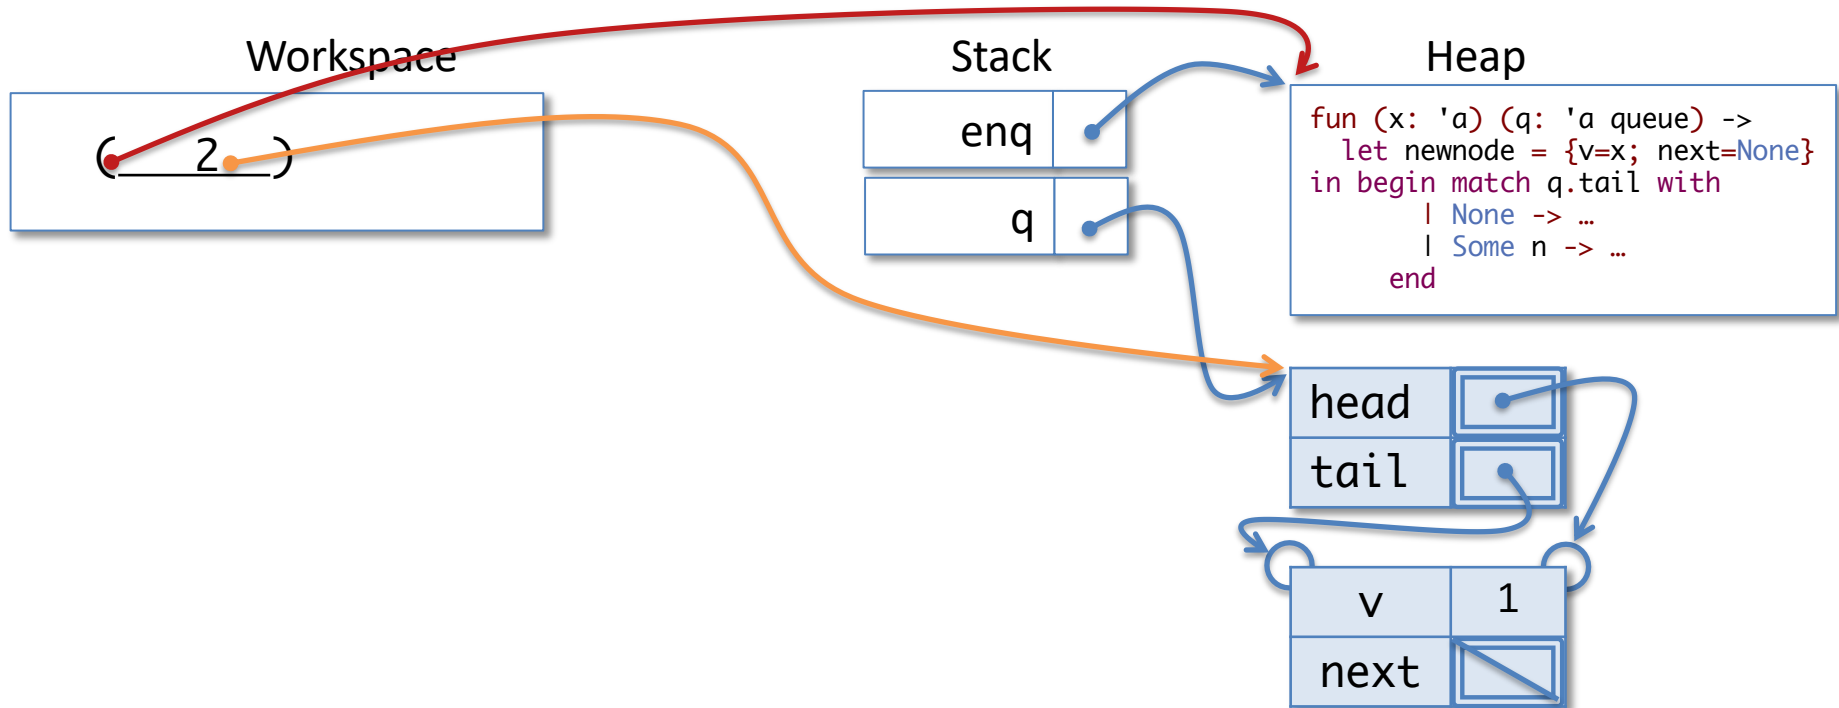 Workspace
Stack
Heap
( 2 )
enq
q
fun (x: 'a) (q: 'a queue) ->
let newnode = {v=x; next=None}
in begin match q.tail with
| None -> …
| Some n -> …
end
head
tail
v 1
next